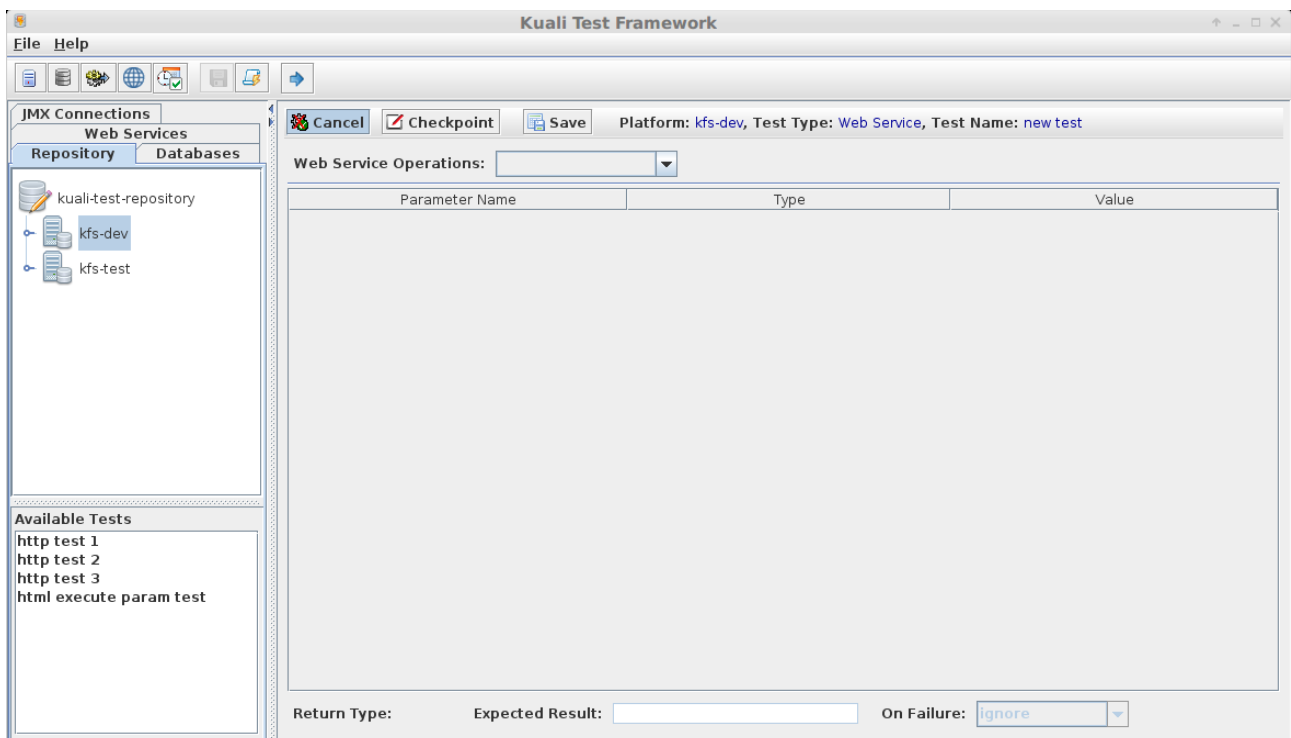 Kuali Test Framework
File Help
JMX Connections
Web Services
Repository Databases
kuali-test-repository
kfs-dev
kfs-test
Available Tests
http test 1
http test 2
http test 3
html execute param test
Cancel Checkpoint Save Platform: kfs-dev, Test Type: Web Service, Test Name: new test
Web Service Operations:
Parameter Name Type Value
Return Type: Expected Result: On Failure: ignore